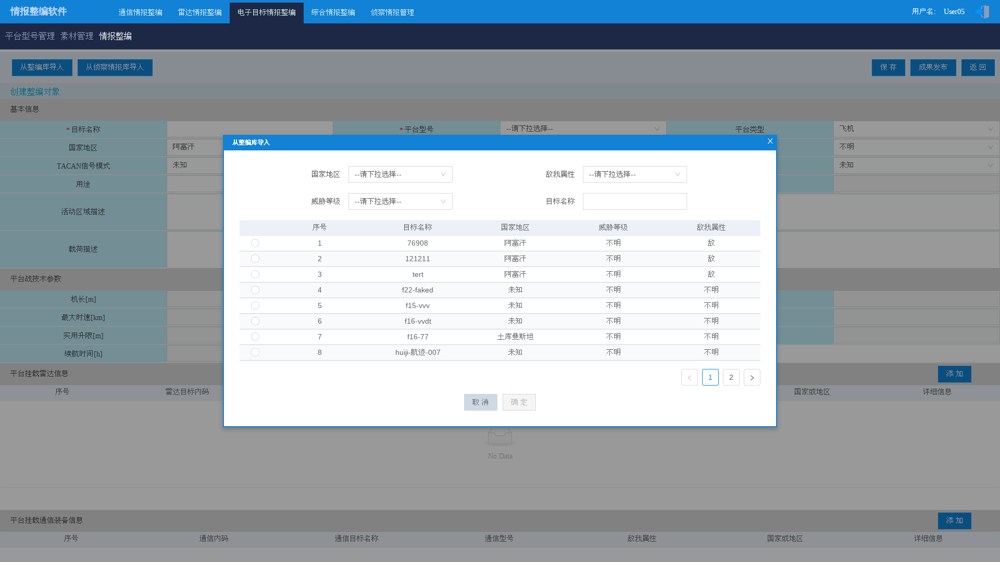 情报整编软件 通信情报整编 雷达情报整编 电子目标情报整编 综合情报整编 侦察情报管理 用户名: User05
平台型号管理 素材管理 情报整编
从整编库导入 从侦察情报库导入 保 存 成果发布 返 回
创建整编对象
基本信息
* 目标名称 * 平台型号 --请下拉选择-- 平台类型 飞机
国家地区 阿富汗 不明
TACAN信号模式 未知 未知
用途
活动区域描述
载荷描述
平台战技术参数
机长[m]
最大时速[km]
实用升限[m]
续航时间[h]
平台挂载雷达信息 添 加
序号 雷达目标内码 国家或地区 详细信息
No Data
平台挂载通信装备信息 添 加
序号 通信内码 通信目标名称 通信型号 敌我属性 国家或地区 详细信息
从整编库导入 X
国家地区 --请下拉选择-- 敌我属性 --请下拉选择--
威胁等级 --请下拉选择-- 目标名称
序号 目标名称 国家地区 威胁等级 敌我属性
1 76908 阿富汗 不明 敌
2 121211 阿富汗 不明 敌
3 tert 阿富汗 不明 敌
4 f22-faked 未知 不明 不明
5 f15-vvv 未知 不明 不明
6 f16-vvdt 未知 不明 不明
7 f16-77 土库曼斯坦 不明 不明
8 huiji-航迹-007 未知 不明 不明
< 1 2 >
取 消 确 定